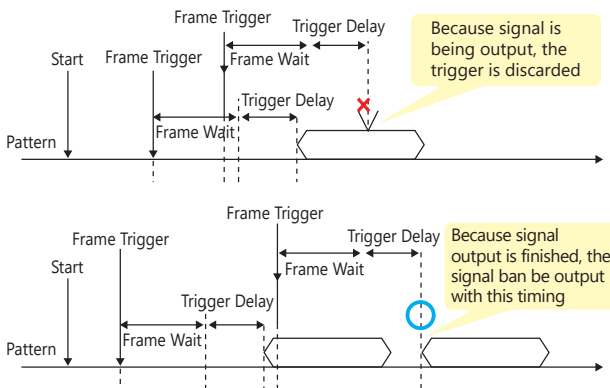 Frame Trigger
Trigger Delay
Because signal is
being output, the
trigger is discarded
Start
Frame Trigger
Frame Wait
Trigger Delay
Frame Wait
Pattern
Frame Trigger
Trigger Delay
Because signal
output is finished, the
signal ban be output
with this timing
Frame Trigger
Start
Frame Wait
Trigger Delay
Frame Wait
Pattern